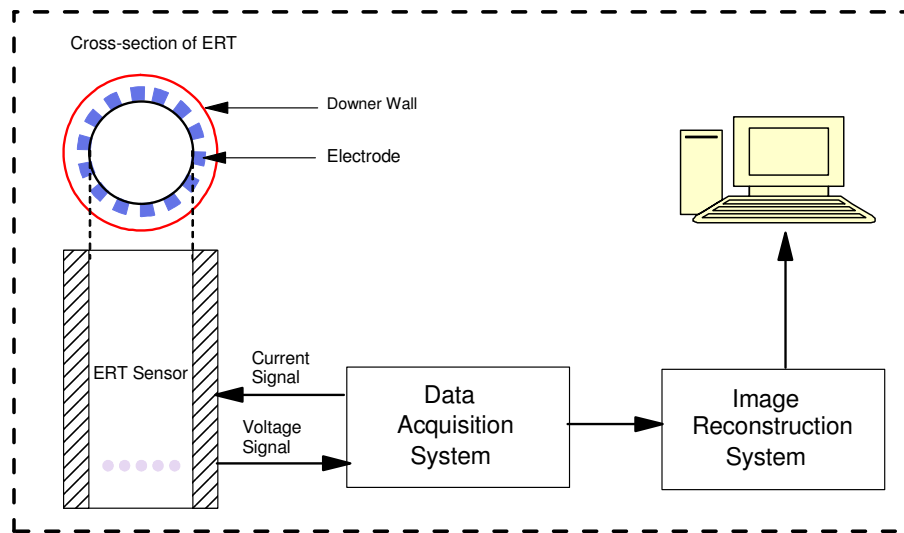 Cross-section of ERT
Downer Wall
Electrode
ERT Sensor
Current
Signal
Voltage
Signal
Data
Acquisition
System
Image
Reconstruction
System